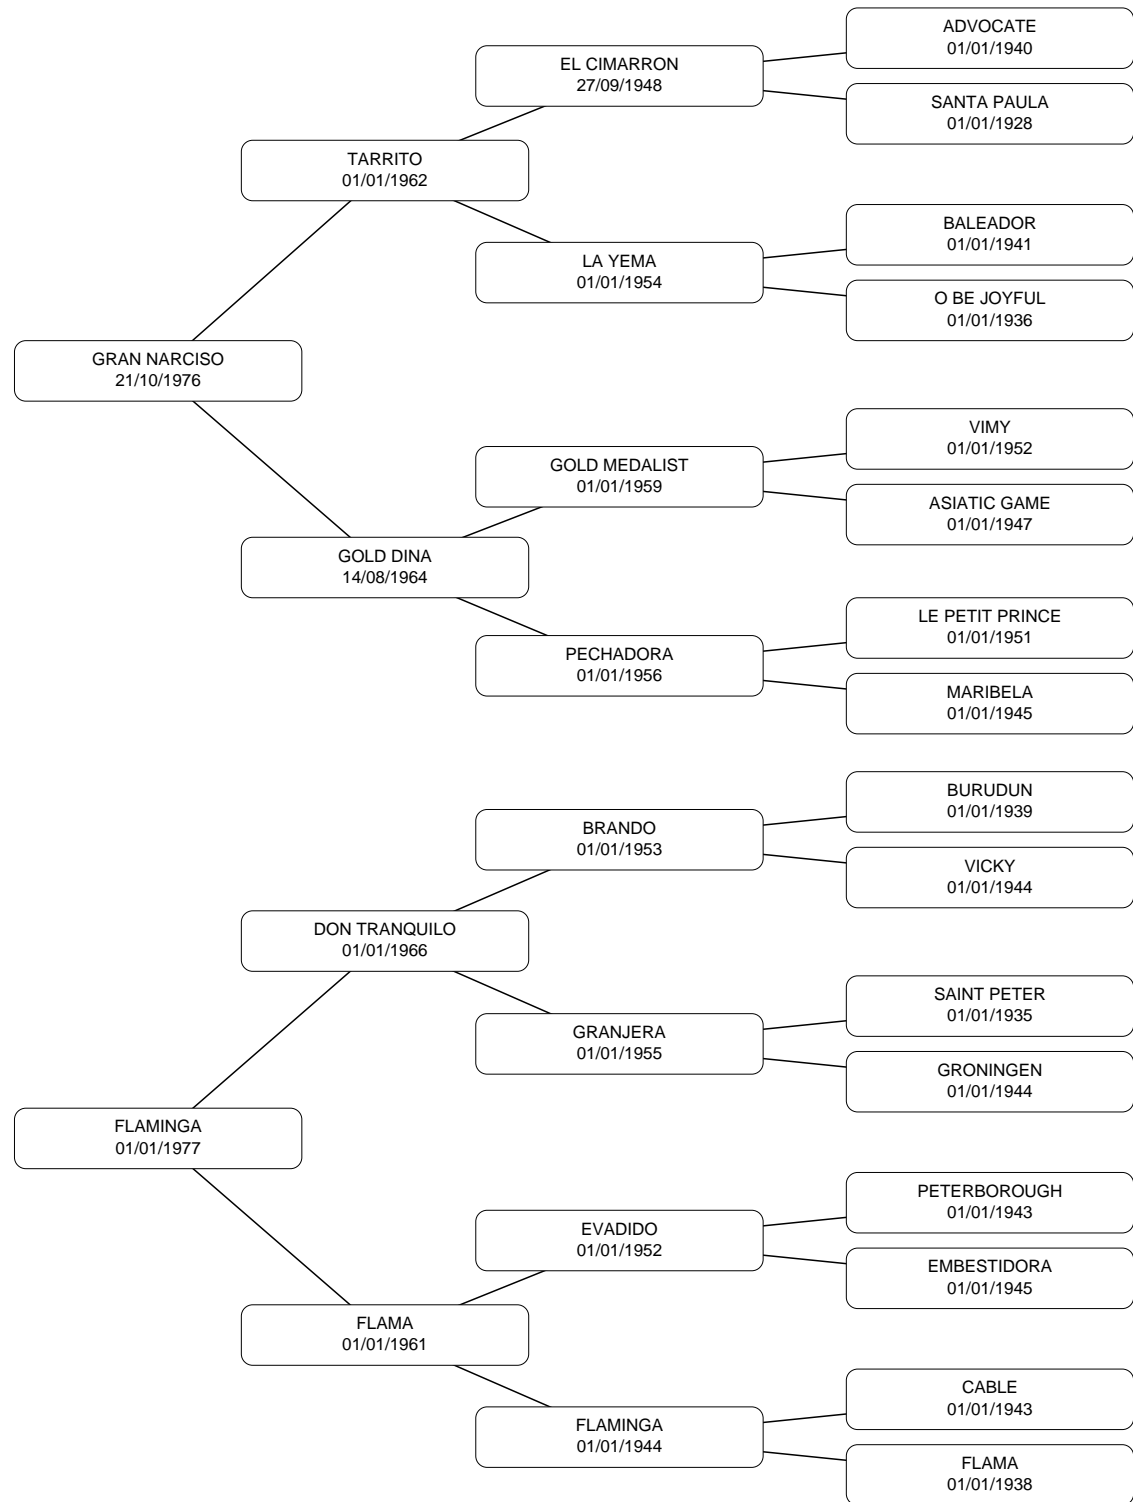 ADVOCATE
01/01/1940
EL CIMARRON
27/09/1948
SANTA PAULA
01/01/1928
TARRITO
01/01/1962
BALEADOR
01/01/1941
LA YEMA
01/01/1954
O BE JOYFUL
01/01/1936
GRAN NARCISO
21/10/1976
VIMY
01/01/1952
GOLD MEDALIST
01/01/1959
ASIATIC GAME
01/01/1947
GOLD DINA
14/08/1964
LE PETIT PRINCE
01/01/1951
PECHADORA
01/01/1956
MARIBELA
01/01/1945
BURUDUN
01/01/1939
BRANDO
01/01/1953
VICKY
01/01/1944
DON TRANQUILO
01/01/1966
SAINT PETER
01/01/1935
GRANJERA
01/01/1955
GRONINGEN
01/01/1944
FLAMINGA
01/01/1977
PETERBOROUGH
01/01/1943
EVADIDO
01/01/1952
EMBESTIDORA
01/01/1945
FLAMA
01/01/1961
CABLE
01/01/1943
FLAMINGA
01/01/1944
FLAMA
01/01/1938